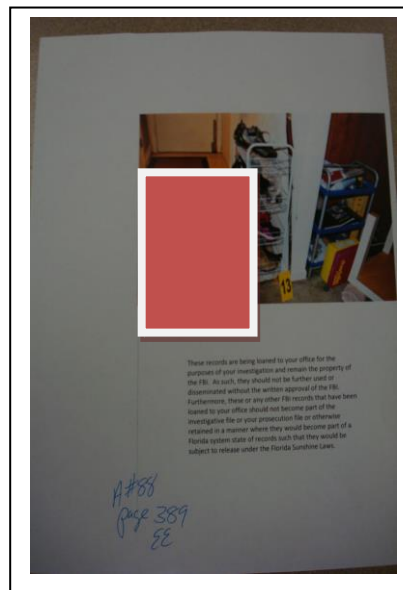 13
These records are being loaned to your office for the
purposes of your investigation and remain the property of
the FBI. As such, they should not be further used or
disseminated without the written approval of the FBI.
Furthermore, these or any other FBI records that have been
loaned to your office should not become part of the
investigative file or your prosecution file or otherwise
retained in a manner where they would become part of a
Florida system state of records such that they would be
subject to release under the Florida Sunshine Laws.
A#88
page 389
EE